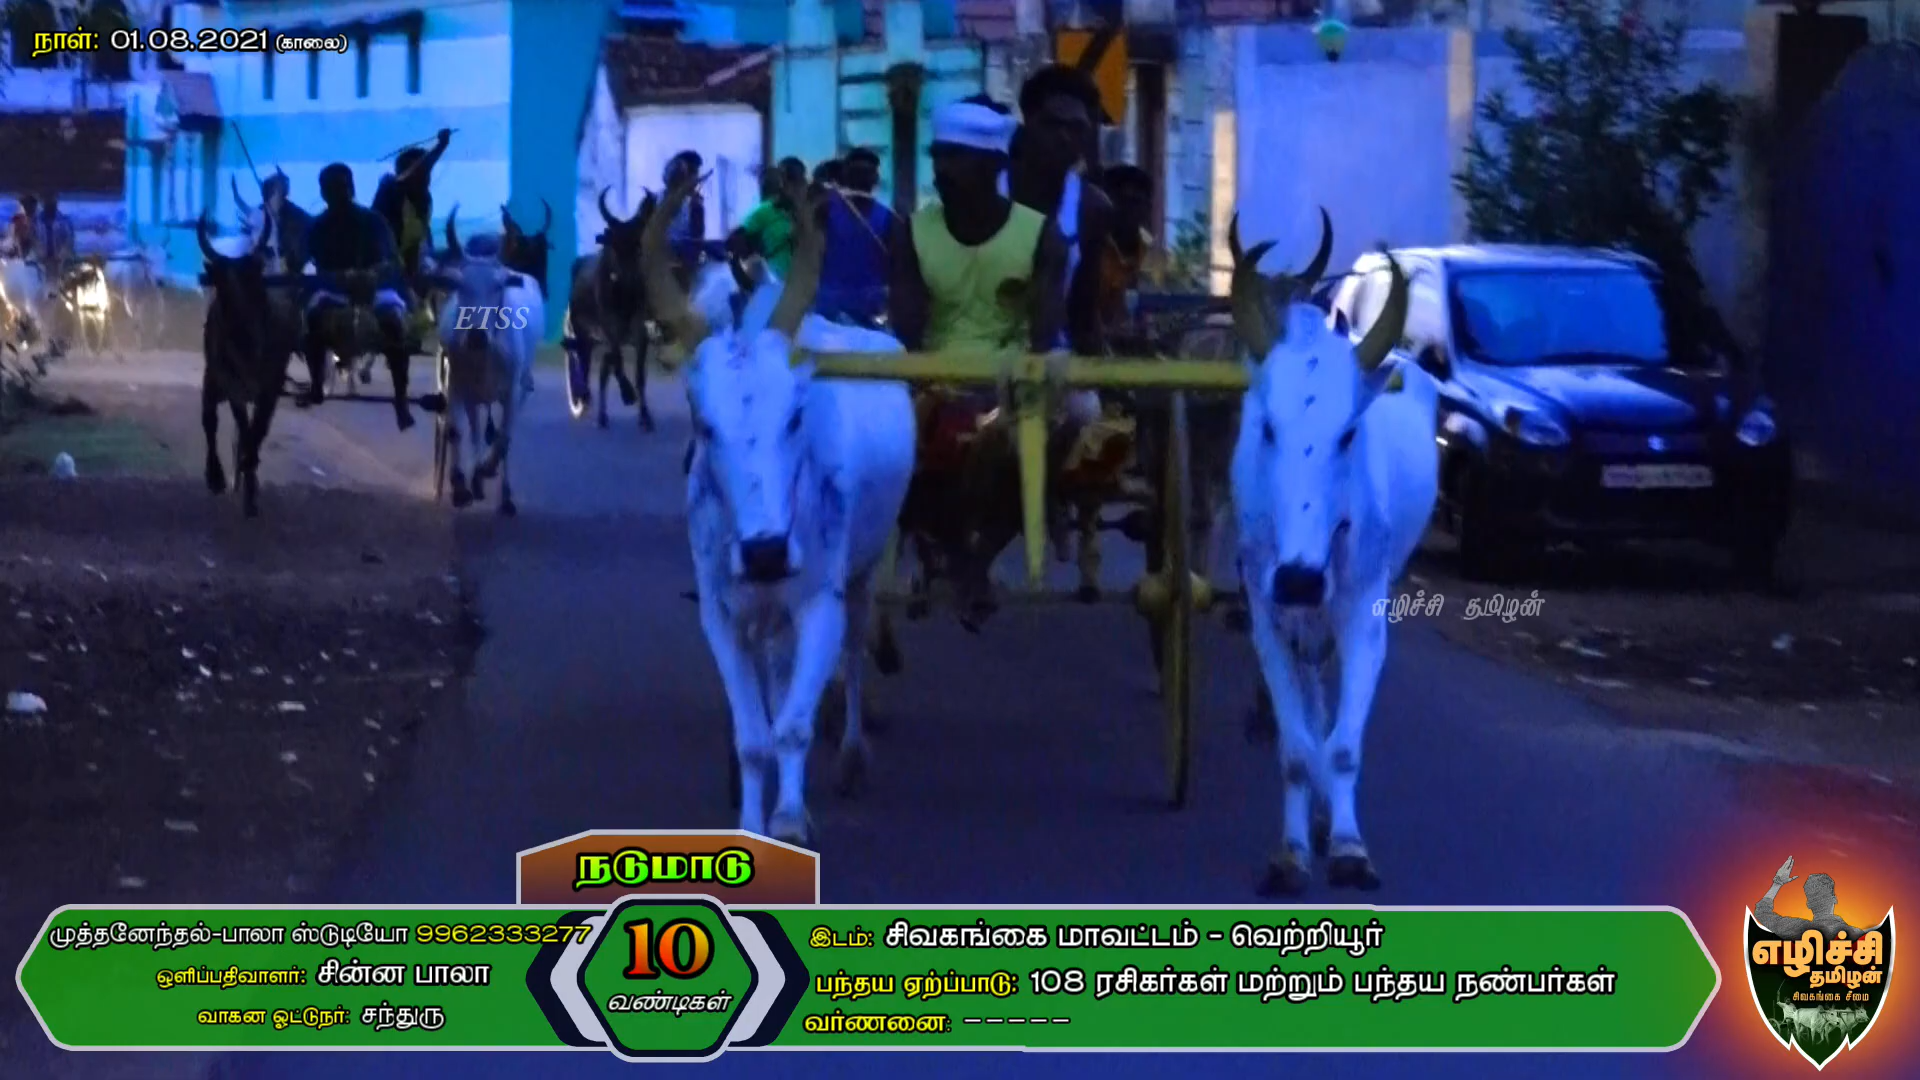 நாள்: 01.08.2021 (காலை)
ETSS
எழிச்சி தமிழன்
நடுமாடு
10
வண்டிகள்
முத்தனேந்தல்-பாலா ஸ்டுடியோ 9962333277
ஒளிப்பதிவாளர்: சின்ன பாலா
வாகன ஓட்டுநர்: சந்துரு
இடம்: சிவகங்கை மாவட்டம் - வெற்றியூர்
பந்தய ஏற்ப்பாடு: 108 ரசிகர்கள் மற்றும் பந்தய நண்பர்கள்
வர்ணனை: -----
எழிச்சி
தமிழன்
சிவகங்கை சீமை